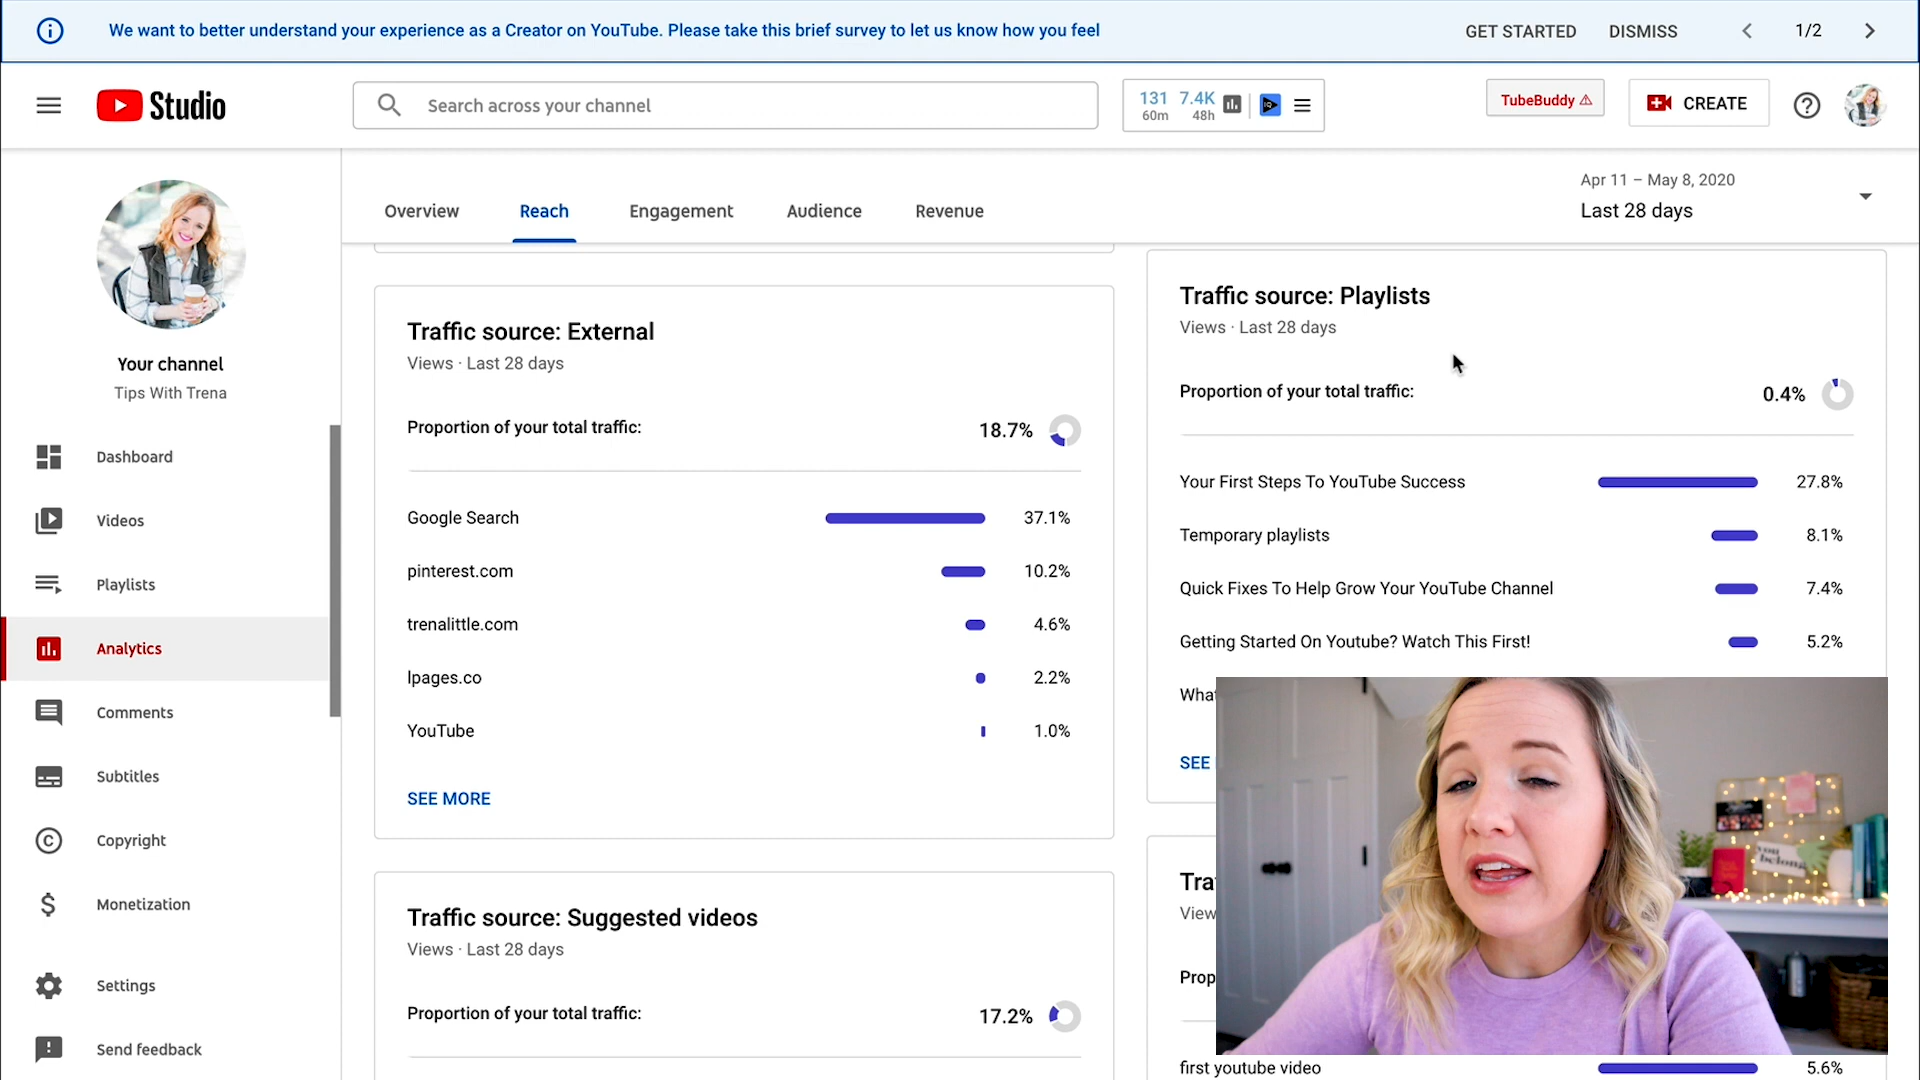 We want to better understand your experience as a Creator on YouTube. Please take this brief survey to let us know how you feel
GET STARTED
DISMISS
1/2
Studio
Search across your channel
131 7.4K
60m 48h
TubeBuddy
CREATE
Your channel
Tips With Trena
Dashboard
Videos
Playlists
Analytics
Comments
Subtitles
Copyright
Monetization
Settings
Send feedback
Overview
Reach
Engagement
Audience
Revenue
Apr 11 – May 8, 2020
Last 28 days
Traffic source: External
Views · Last 28 days
Proportion of your total traffic: 18.7%
Google Search 37.1%
pinterest.com 10.2%
trenalittle.com 4.6%
lpages.co 2.2%
YouTube 1.0%
SEE MORE
Traffic source: Suggested videos
Views · Last 28 days
Proportion of your total traffic: 17.2%
Traffic source: Playlists
Views · Last 28 days
Proportion of your total traffic: 0.4%
Your First Steps To YouTube Success 27.8%
Temporary playlists 8.1%
Quick Fixes To Help Grow Your YouTube Channel 7.4%
Getting Started On Youtube? Watch This First! 5.2%
What
SEE
Tra
View
Prop
first youtube video 5.6%
you
belong